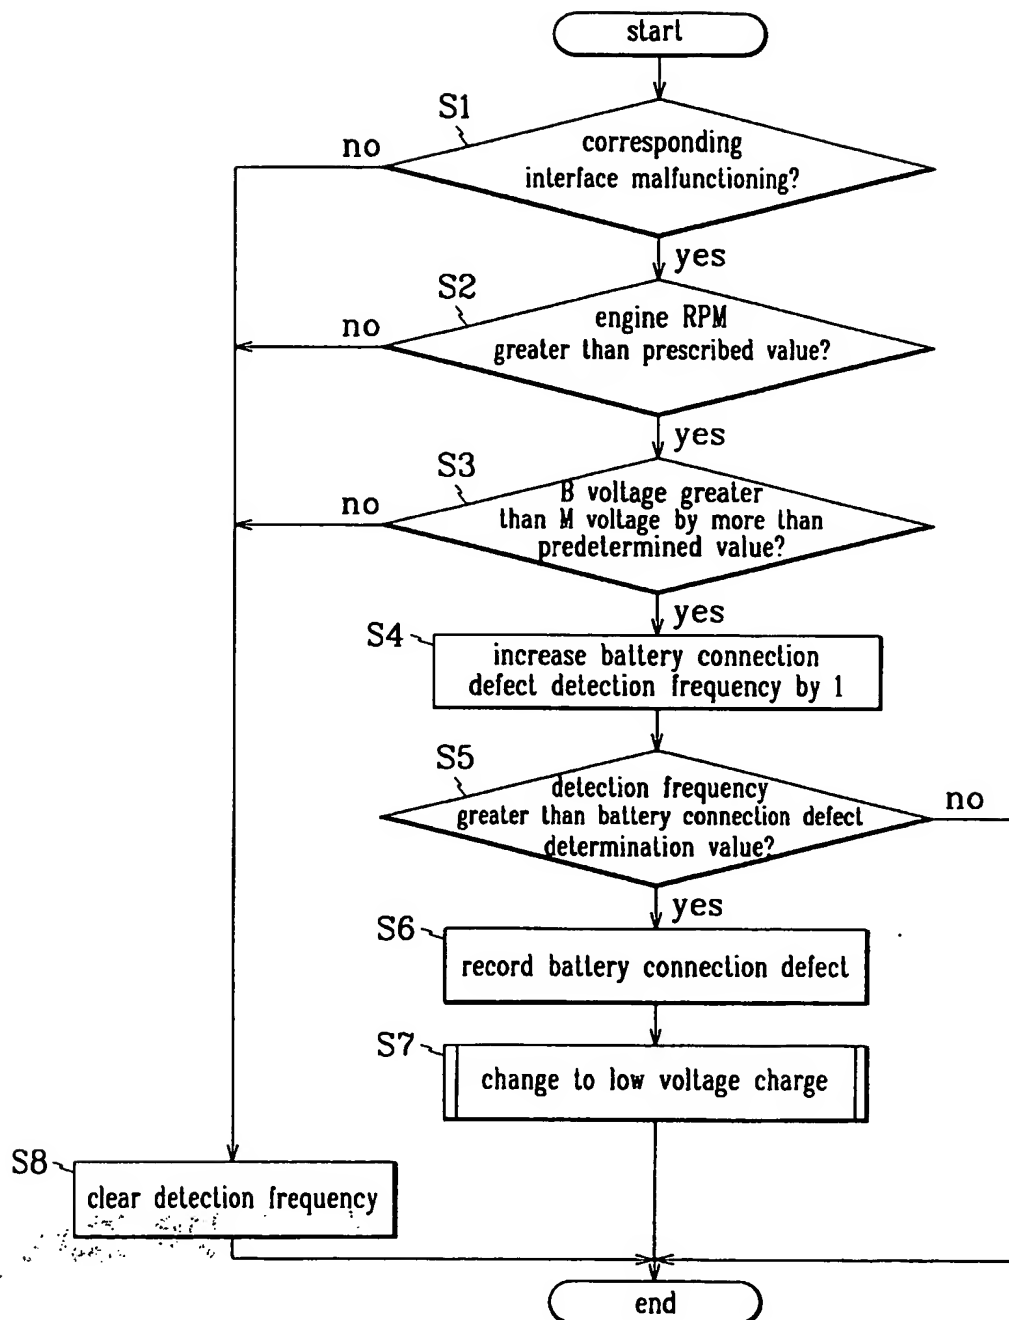 start
S1
no
corresponding
interface malfunctioning?
yes
S2
no
engine RPM
greater than prescribed value?
yes
S3
no
B voltage greater
than M voltage by more than
predetermined value?
yes
S4
increase battery connection
defect detection frequency by 1
S5
detection frequency
greater than battery connection defect
determination value?
no
yes
S6
record battery connection defect
S7
change to low voltage charge
S8
clear detection frequency
end